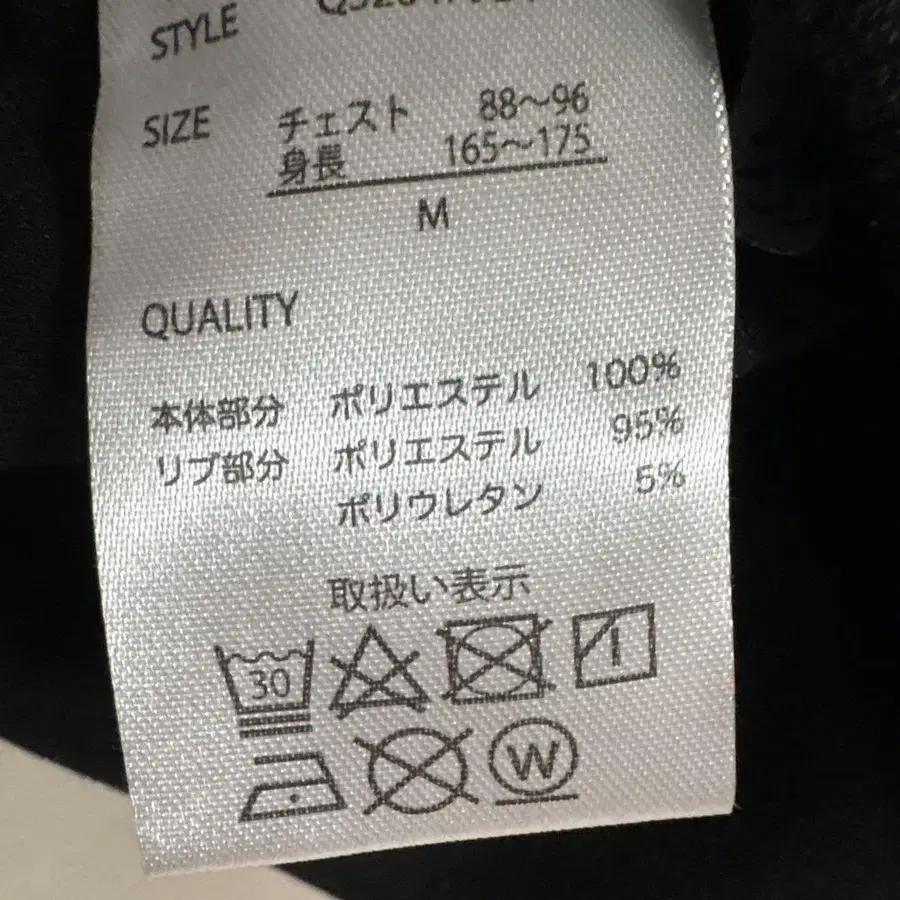 STYLE
SIZE チェスト 88～96
身長 165～175
M
QUALITY
本体部分 ポリエステル 100%
リブ部分 ポリエステル 95%
ポリウレタン 5%
取扱い表示
30
W